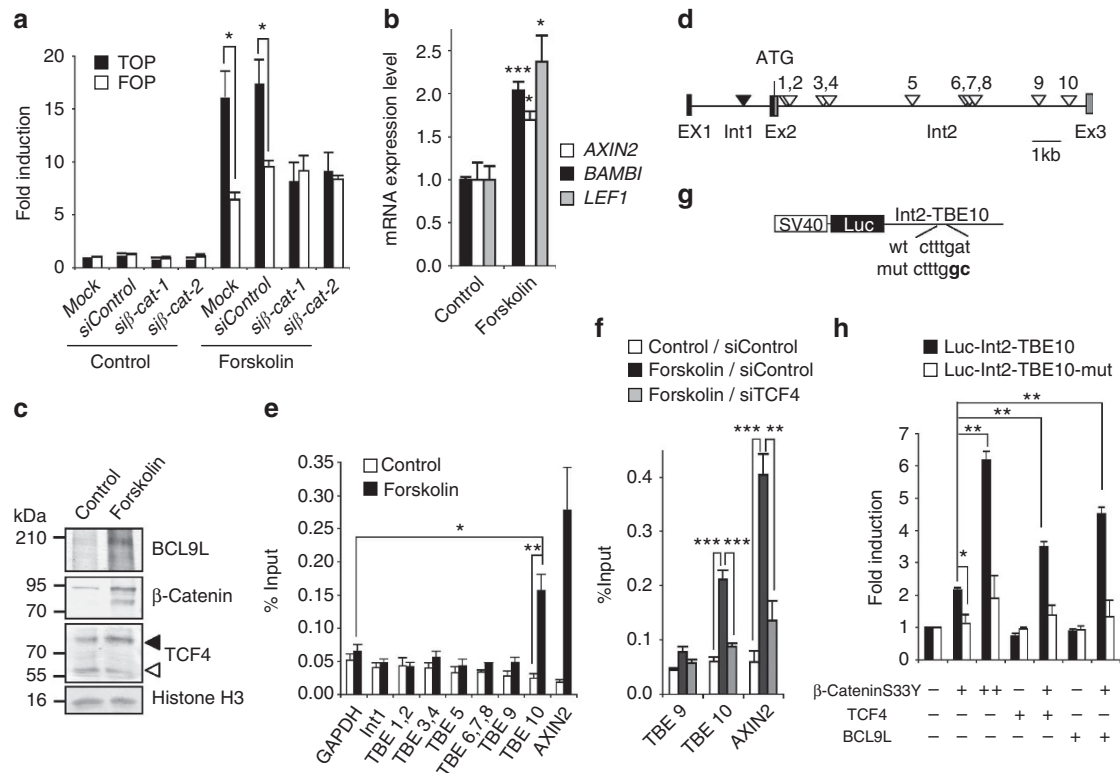 a
*
*
20
15
10
5
0
Fold induction
TOP
FOP
Mock
siControl
siβ-cat-1
siβ-cat-2
Mock
siControl
siβ-cat-1
siβ-cat-2
Control
Forskolin
b
*
***
*
2.5
2.0
1.5
1.0
0.5
0.0
mRNA expression level
AXIN2
BAMBI
LEF1
Control
Forskolin
d
ATG
1,2
3,4
5
6,7,8
9
10
EX1
Int1
Ex2
Int2
Ex3
1kb
g
SV40
Luc
Int2-TBE10
wt ctttgat
mut ctttggc
c
Control
Forskolin
kDa
210
BCL9L
95
70
β-Catenin
70
55
TCF4
16
Histone H3
e
0.35
0.30
0.25
0.20
0.15
0.10
0.05
0.00
% Input
Control
Forskolin
*
**
GAPDH
Int1
TBE 1,2
TBE 3,4
TBE 5
TBE 6,7,8
TBE 9
TBE 10
AXIN2
f
Control / siControl
Forskolin / siControl
Forskolin / siTCF4
*** **
*** ***
0.6
0.4
0.2
0.0
%Input
TBE 9
TBE 10
AXIN2
h
Luc-Int2-TBE10
Luc-Int2-TBE10-mut
**
**
**
*
7
6
5
4
3
2
1
0
Fold induction
β-CateninS33Y – + ++ – + – +
TCF4 – – – + + – –
BCL9L – – – – – + +